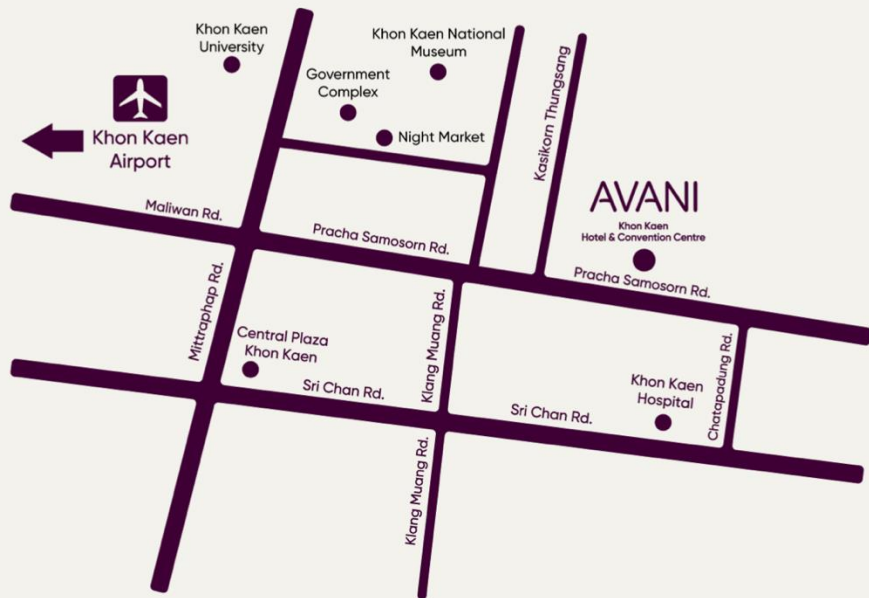 Khon Kaen
University
Khon Kaen National
Museum
Government
Complex
Night Market
Khon Kaen
Airport
Kasikorn Thungsang
AVANI
Khon Kaen
Hotel & Convention Centre
Maliwan Rd.
Pracha Samosorn Rd.
Pracha Samosorn Rd.
Mittraphap Rd.
Klang Muang Rd.
Central Plaza
Khon Kaen
Sri Chan Rd.
Sri Chan Rd.
Khon Kaen
Hospital
Chatapadung Rd.
Klang Muang Rd.